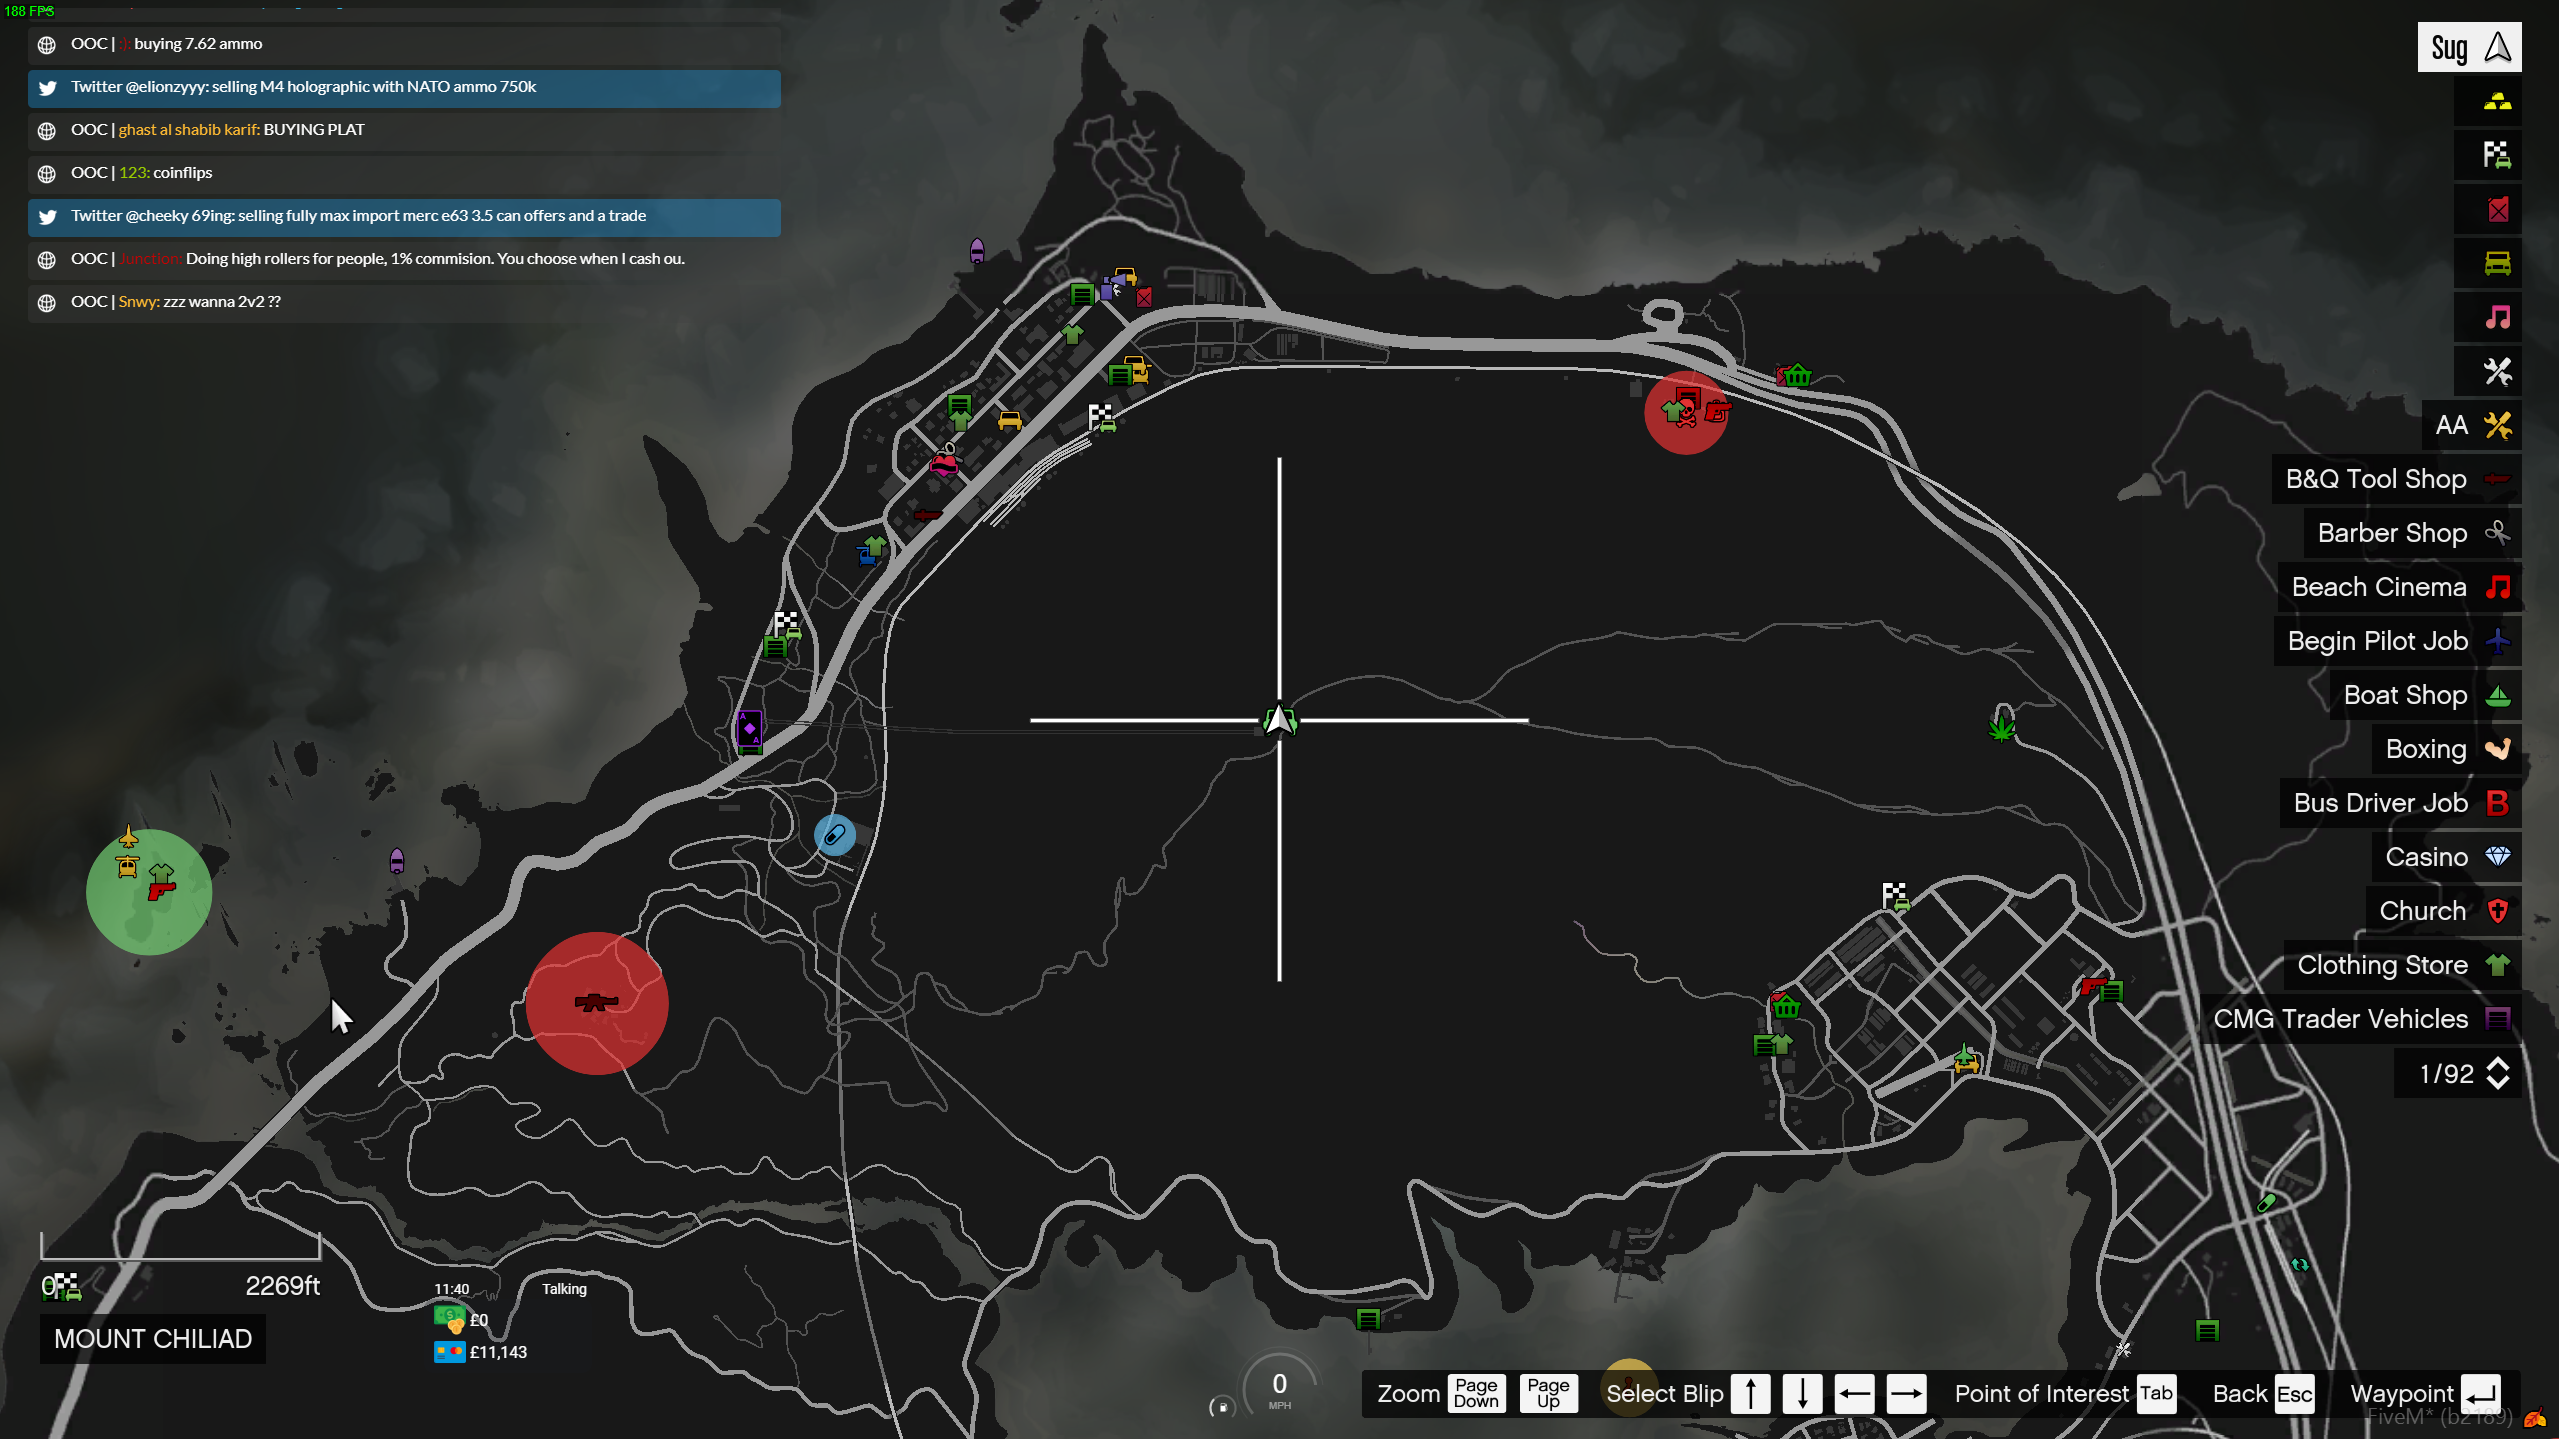 188 FPS
OOC | ;|: buying 7.62 ammo
Twitter @elionzyyy: selling M4 holographic with NATO ammo 750k
OOC | ghast al shabib karif: BUYING PLAT
OOC | 123: coinflips
Twitter @cheeky 69ing: selling fully max import merc e63 3.5 can offers and a trade
OOC | Junction: Doing high rollers for people, 1% commision. You choose when I cash ou.
OOC | Snwy: zzz wanna 2v2 ??
Sug
AA
B&Q Tool Shop
Barber Shop
Beach Cinema
Begin Pilot Job
Boat Shop
Boxing
Bus Driver Job B
Casino
Church
Clothing Store
CMG Trader Vehicles
1/92
0 2269ft
MOUNT CHILIAD
11:40 Talking
£0
£11,143
0
MPH
Zoom Page Down Page Up Select Blip Point of Interest Tab Back Esc Waypoint
FiveM* (b2189)